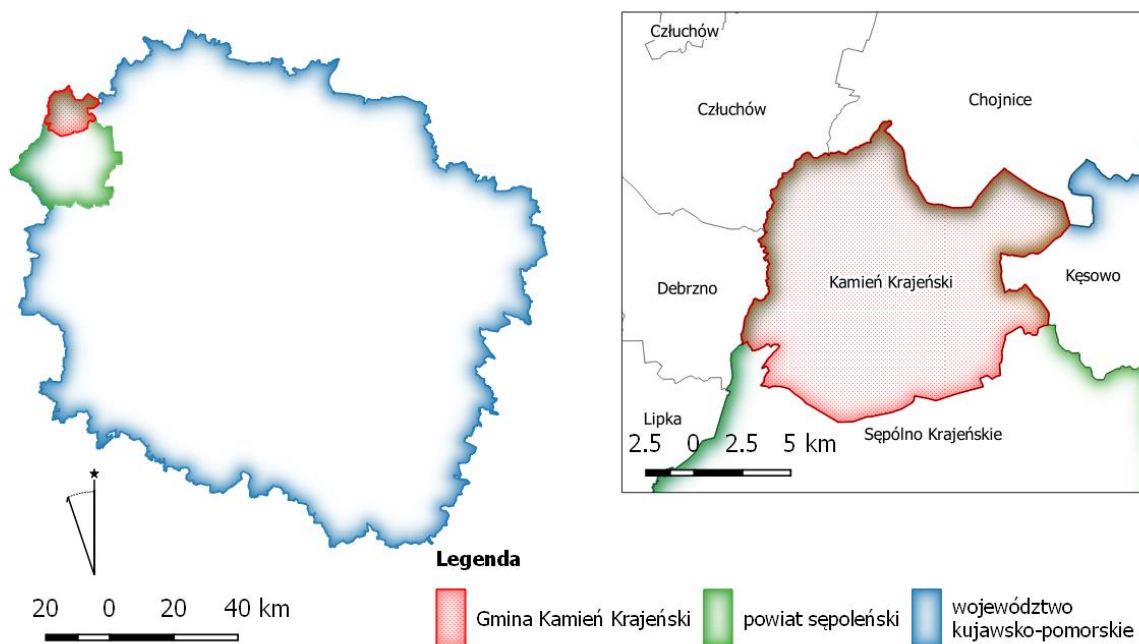 Człuchów
Człuchów
Chojnice
Debrzno
Kamień Krajeński
Kęsowo
Lipka
Sępólno Krajeńskie
2.5 0 2.5 5 km
20 0 20 40 km
Legenda
Gmina Kamień Krajeński
powiat sępoleński
województwo
kujawsko-pomorskie